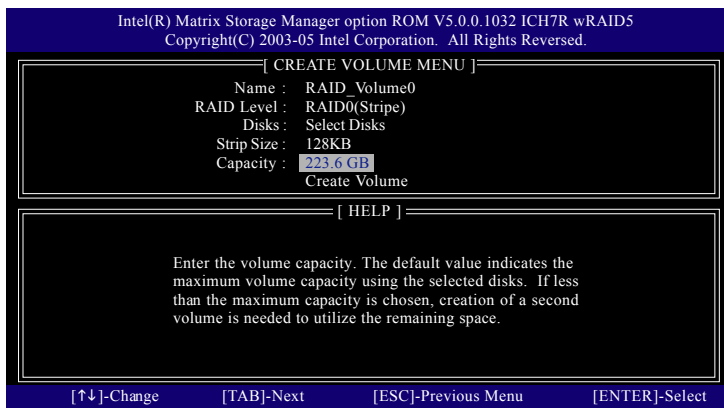 Intel(R) Matrix Storage Manager option ROM V5.0.0.1032 ICH7R wRAID5
Copyright(C) 2003-05 Intel Corporation. All Rights Reversed.
[ CREATE VOLUME MENU ]
Name : RAID_Volume0
RAID Level : RAID0(Stripe)
Disks : Select Disks
Strip Size : 128KB
Capacity : 223.6 GB
Create Volume
[ HELP ]
Enter the volume capacity. The default value indicates the
maximum volume capacity using the selected disks. If less
than the maximum capacity is chosen, creation of a second
volume is needed to utilize the remaining space.
[↑↓]-Change [TAB]-Next [ESC]-Previous Menu [ENTER]-Select